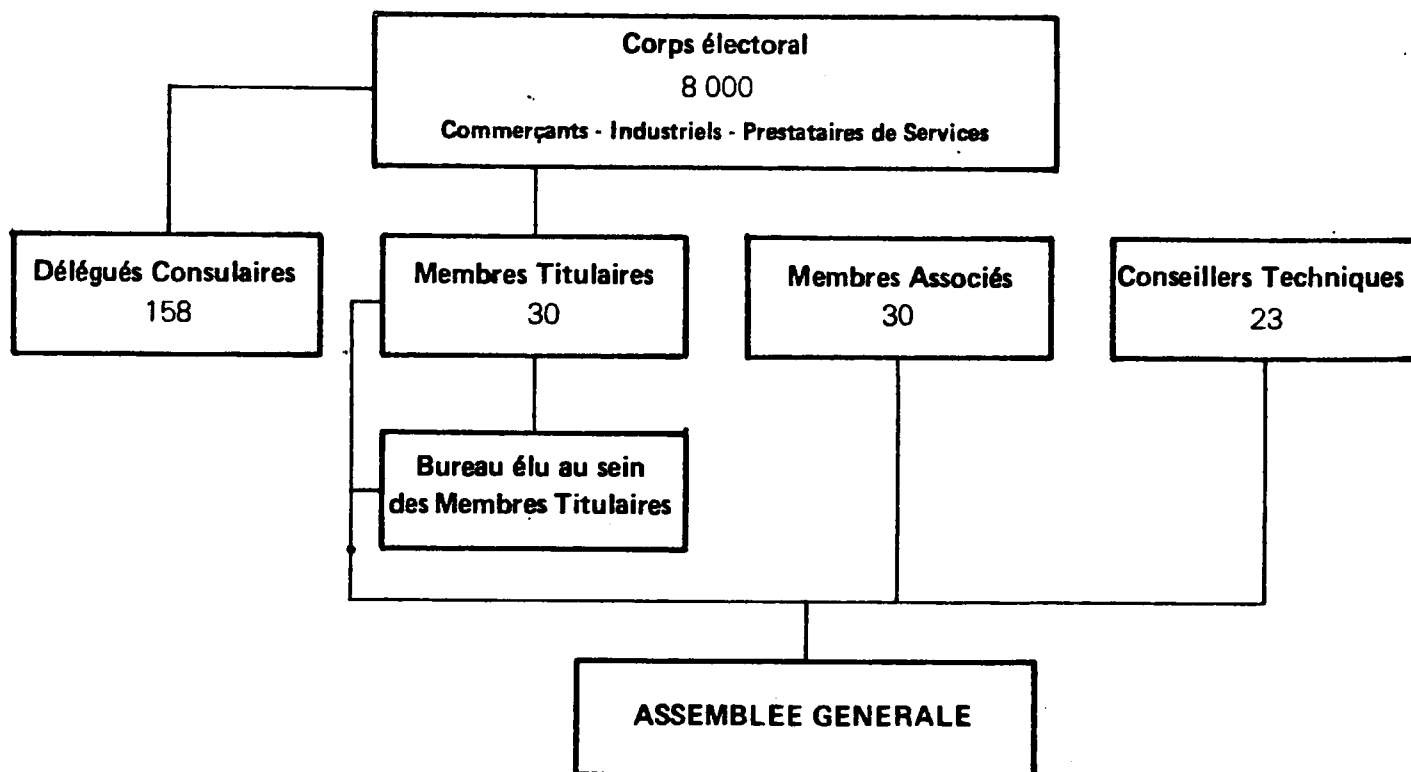 Corps électoral
8 000
Commerçants - Industriels - Prestataires de Services
Délégués Consulaires
158
Membres Titulaires
30
Membres Associés
30
Conseillers Techniques
23
Bureau élu au sein
des Membres Titulaires
ASSEMBLEE GENERALE